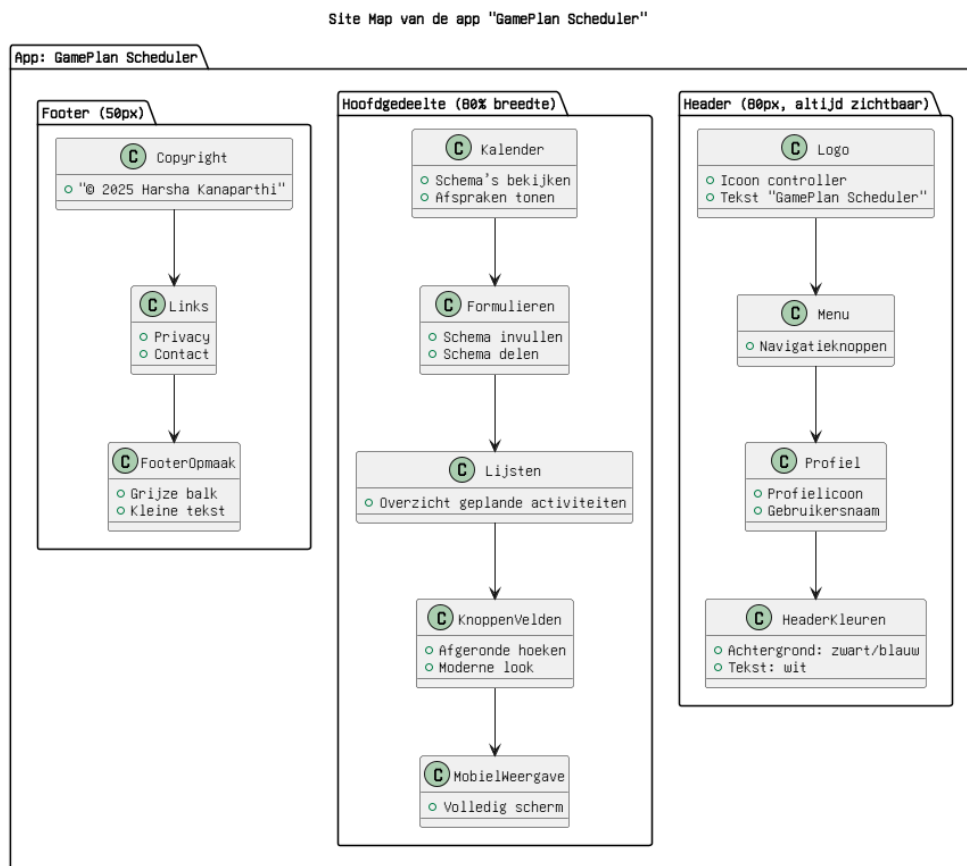 Site Map van de app "GamePlan Scheduler"
App: GamePlan Scheduler
Footer (50px)
C Copyright
"© 2025 Harsha Kanaparthi"
C Links
Privacy
Contact
C FooterOpmaak
Grijze balk
Kleine tekst
Hoofdgedeelte (80% breedte)
C Kalender
Schema's bekijken
Afspraken tonen
C Formulieren
Schema invullen
Schema delen
C Lijsten
Overzicht geplande activiteiten
C KnoppenVelden
Afgeronde hoeken
Moderne look
C MobielWeergave
Volledig scherm
Header (80px, altijd zichtbaar)
C Logo
Icoon controller
Tekst "GamePlan Scheduler"
C Menu
Navigatieknoppen
C Profiel
Profielicoon
Gebruikersnaam
C HeaderKleuren
Achtergrond: zwart/blauw
Tekst: wit